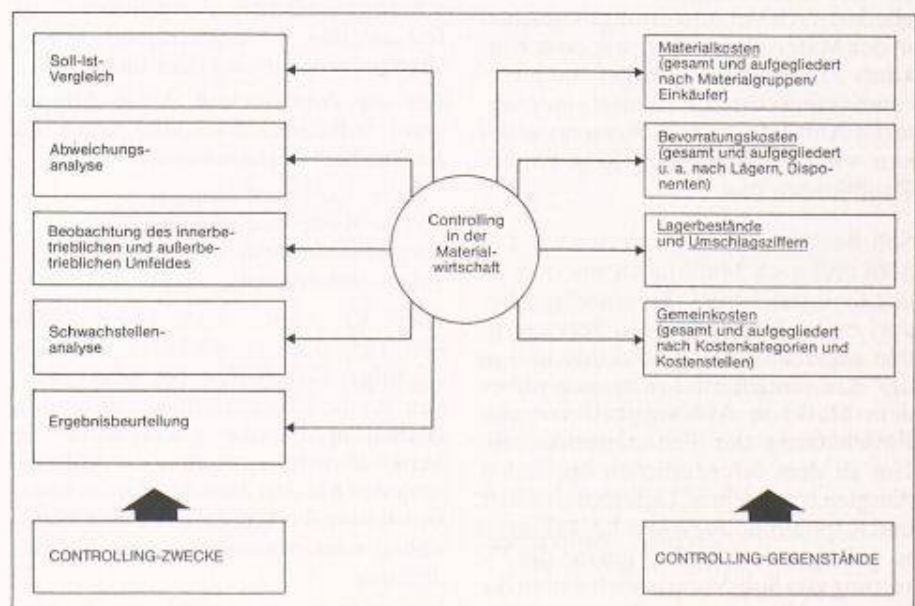 Soll-Ist-
Vergleich
Abweichungs-
analyse
Beobachtung des innerbe-
trieblichen und außerbe-
trieblichen Umfeldes
Schwachstellen-
analyse
Ergebnisbeurteilung
CONTROLLING-ZWECKE
Controlling
in der
Material-
wirtschaft
Materialkosten
(gesamt und aufgegliedert
nach Materialgruppen/
Einkäufer)
Bevorratungskosten
(gesamt und aufgegliedert
u. a. nach Lägern, Dispo-
nenten)
Lagerbestände
und Umschlagsziffern
Gemeinkosten
(gesamt und aufgegliedert
nach Kostenkategorien und
Kostenstellen)
CONTROLLING-GEGENSTÄNDE